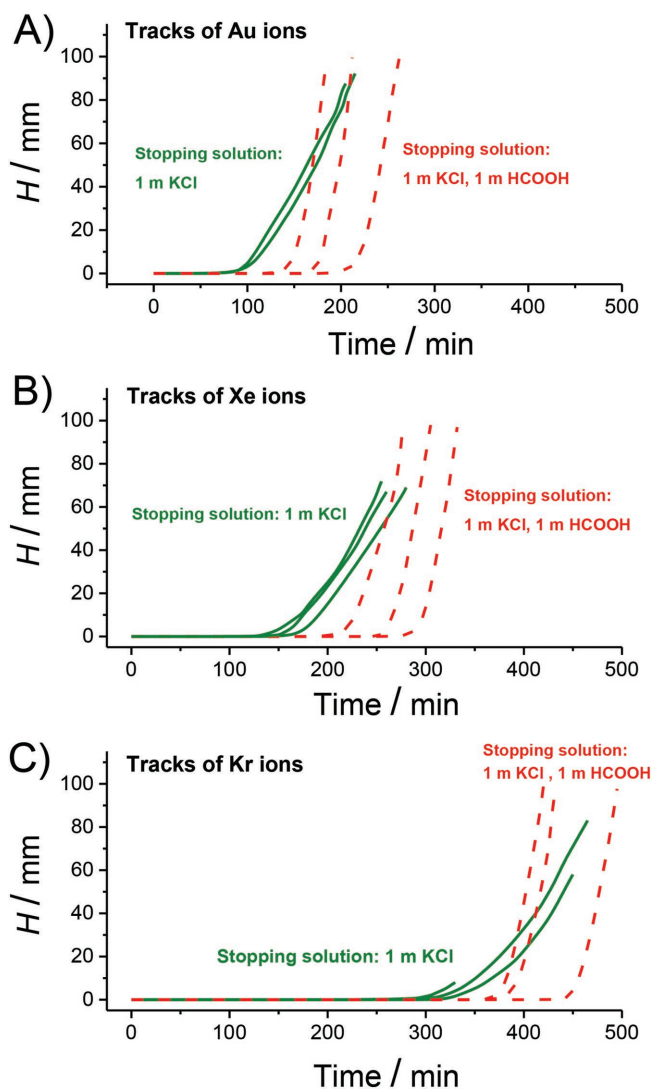 A)
Tracks of Au ions
100
80
60
40
20
0
H / mm
Stopping solution:
1 m KCl
Stopping solution:
1 m KCl, 1 m HCOOH
0 100 200 300 400 500
Time / min
B)
Tracks of Xe ions
100
80
60
40
20
0
H / mm
Stopping solution: 1 m KCl
Stopping solution:
1 m KCl, 1 m HCOOH
0 100 200 300 400 500
Time / min
C)
Tracks of Kr ions
Stopping solution:
1 m KCl , 1 m HCOOH
100
80
60
40
20
0
H / mm
Stopping solution: 1 m KCl
0 100 200 300 400 500
Time / min